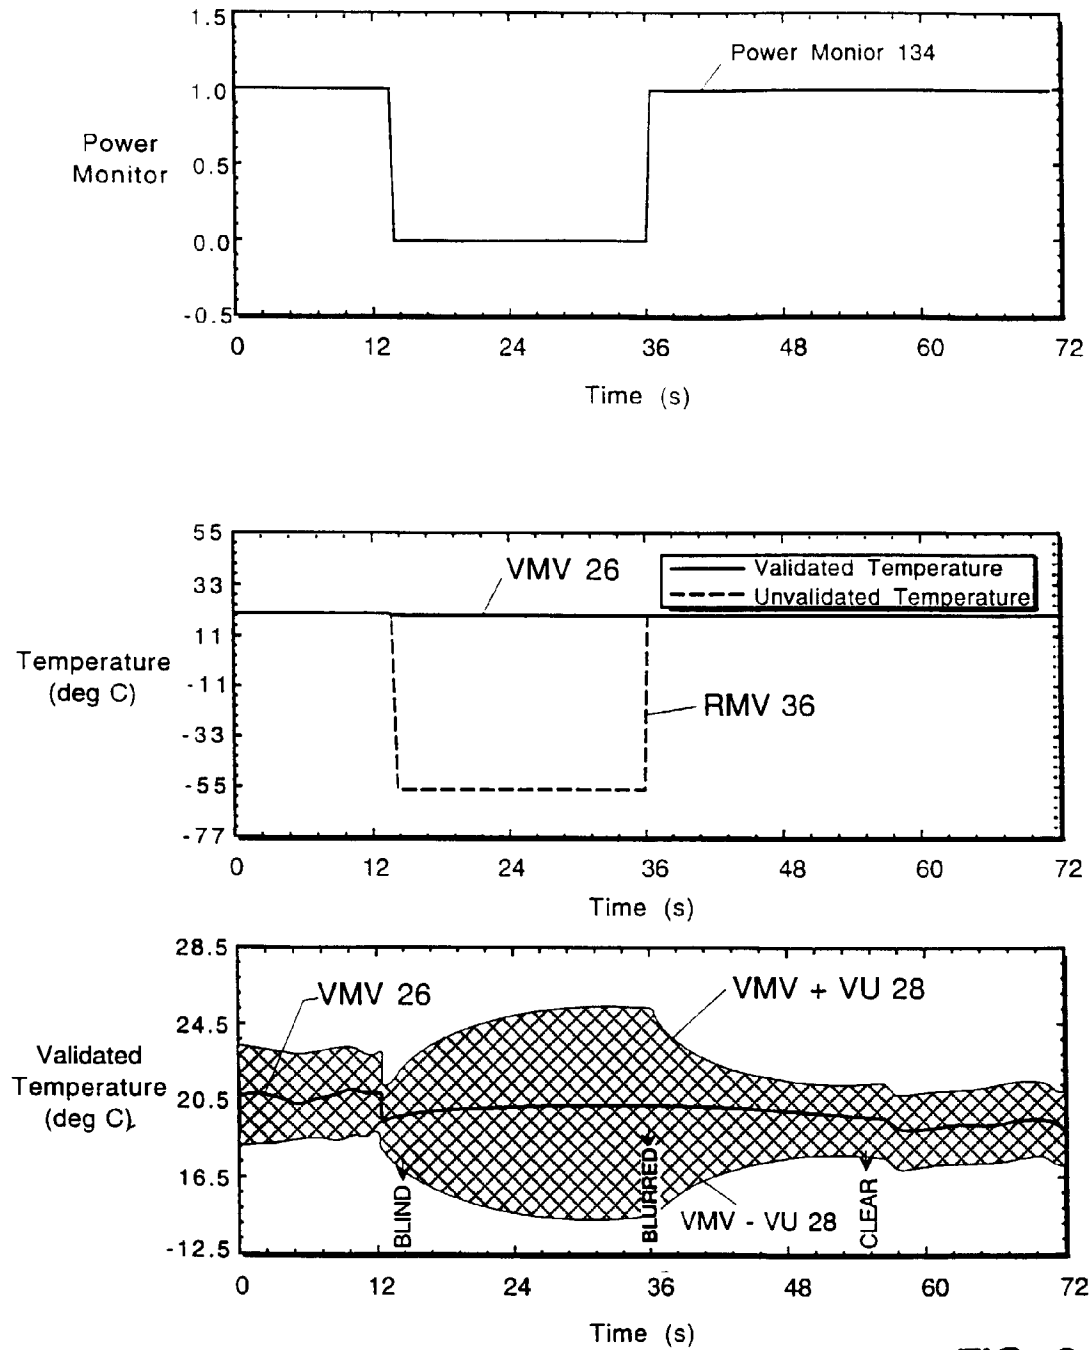 1.5
Power Monior 134
1.0
Power
Monitor
0.5
0.0
-0.5
0 12 24 36 48 60 72
Time (s)
55
VMV 26
Validated Temperature
33
Unvalidated Temperature
11
Temperature
(deg C)
-11
RMV 36
-33
-55
-77
0 12 24 36 48 60 72
Time (s)
28.5
VMV 26
VMV + VU 28
24.5
Validated
Temperature
(deg C)
20.5
16.5
BLIND
BLURRED
CLEAR
VMV - VU 28
-12.5
0 12 24 36 48 60 72
Time (s)